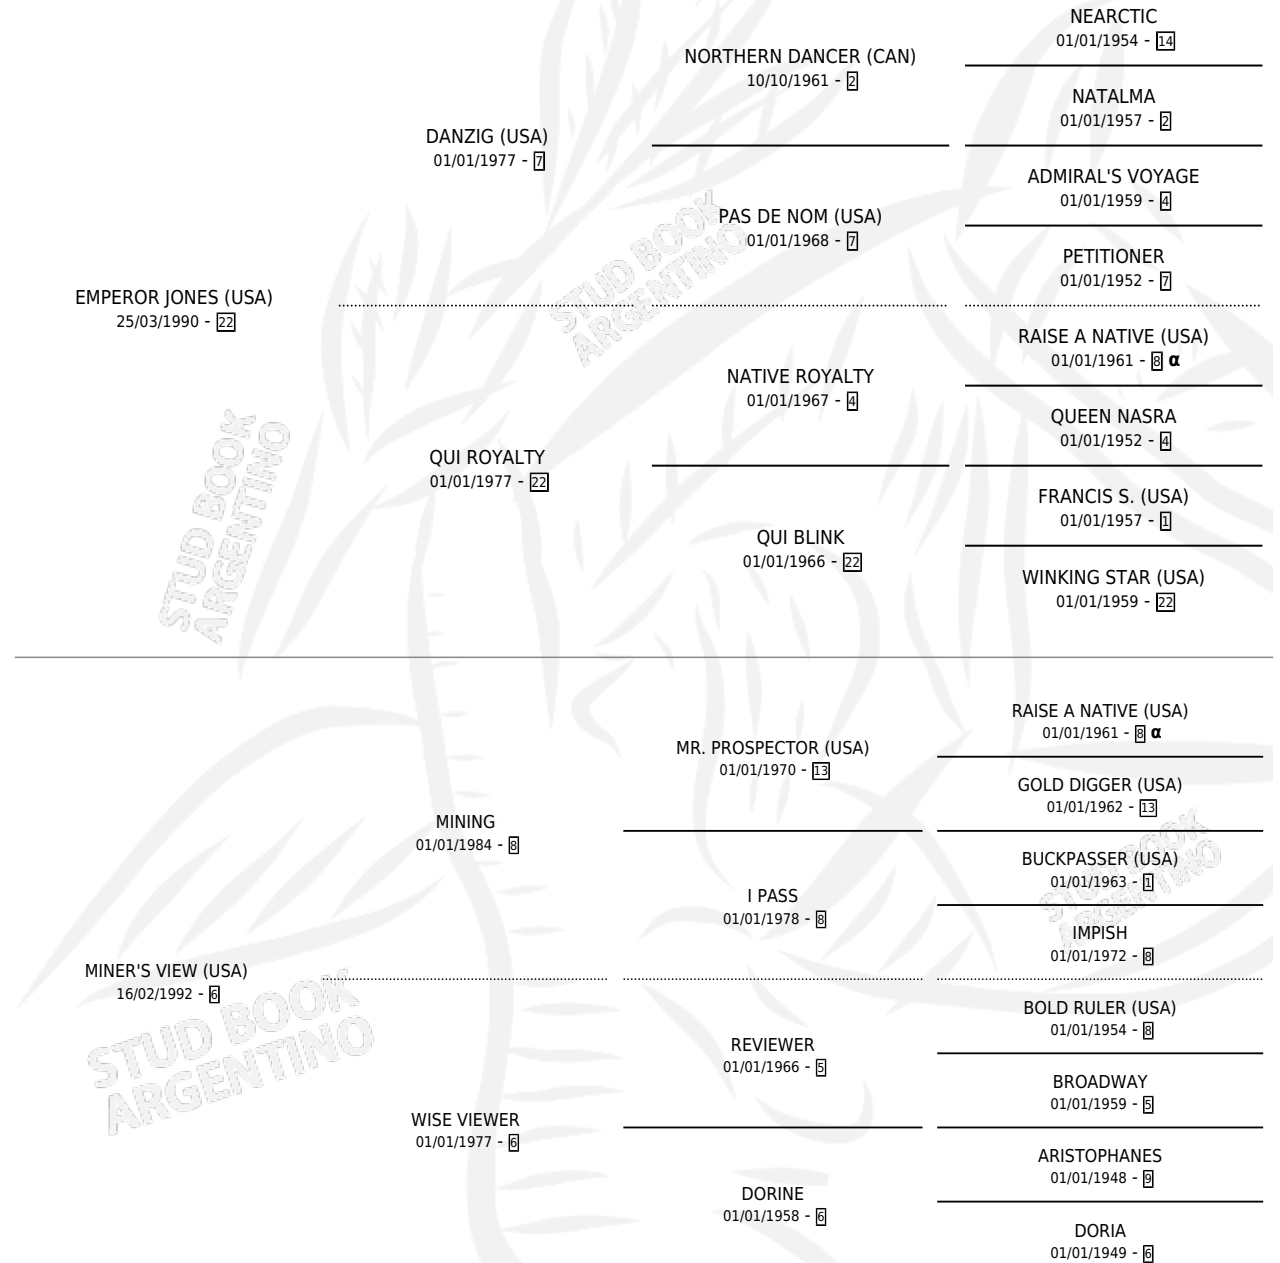 NEARCTIC
01/01/1954 - 14
NORTHERN DANCER (CAN)
10/10/1961 - 2
NATALMA
01/01/1957 - 2
DANZIG (USA)
01/01/1977 - 7
ADMIRAL'S VOYAGE
01/01/1959 - 4
PAS DE NOM (USA)
01/01/1968 - 7
PETITIONER
01/01/1952 - 7
EMPEROR JONES (USA)
25/03/1990 - 22
RAISE A NATIVE (USA)
01/01/1961 - 8 α
NATIVE ROYALTY
01/01/1967 - 4
QUEEN NASRA
01/01/1952 - 4
QUI ROYALTY
01/01/1977 - 22
FRANCIS S. (USA)
01/01/1957 - 1
QUI BLINK
01/01/1966 - 22
WINKING STAR (USA)
01/01/1959 - 22
RAISE A NATIVE (USA)
01/01/1961 - 8 α
MR. PROSPECTOR (USA)
01/01/1970 - 13
GOLD DIGGER (USA)
01/01/1962 - 13
MINING
01/01/1984 - 8
BUCKPASSER (USA)
01/01/1963 - 1
I PASS
01/01/1978 - 8
IMPISH
01/01/1972 - 8
MINER'S VIEW (USA)
16/02/1992 - 6
BOLD RULER (USA)
01/01/1954 - 8
REVIEWER
01/01/1966 - 5
BROADWAY
01/01/1959 - 5
WISE VIEWER
01/01/1977 - 6
ARISTOPHANES
01/01/1948 - 9
DORINE
01/01/1958 - 6
DORIA
01/01/1949 - 6
STUD BOOK
ARGENTINO
STUD BOOK
ARGENTINO
STUD BOOK
ARGENTINO
STUD BOOK
ARGENTINO